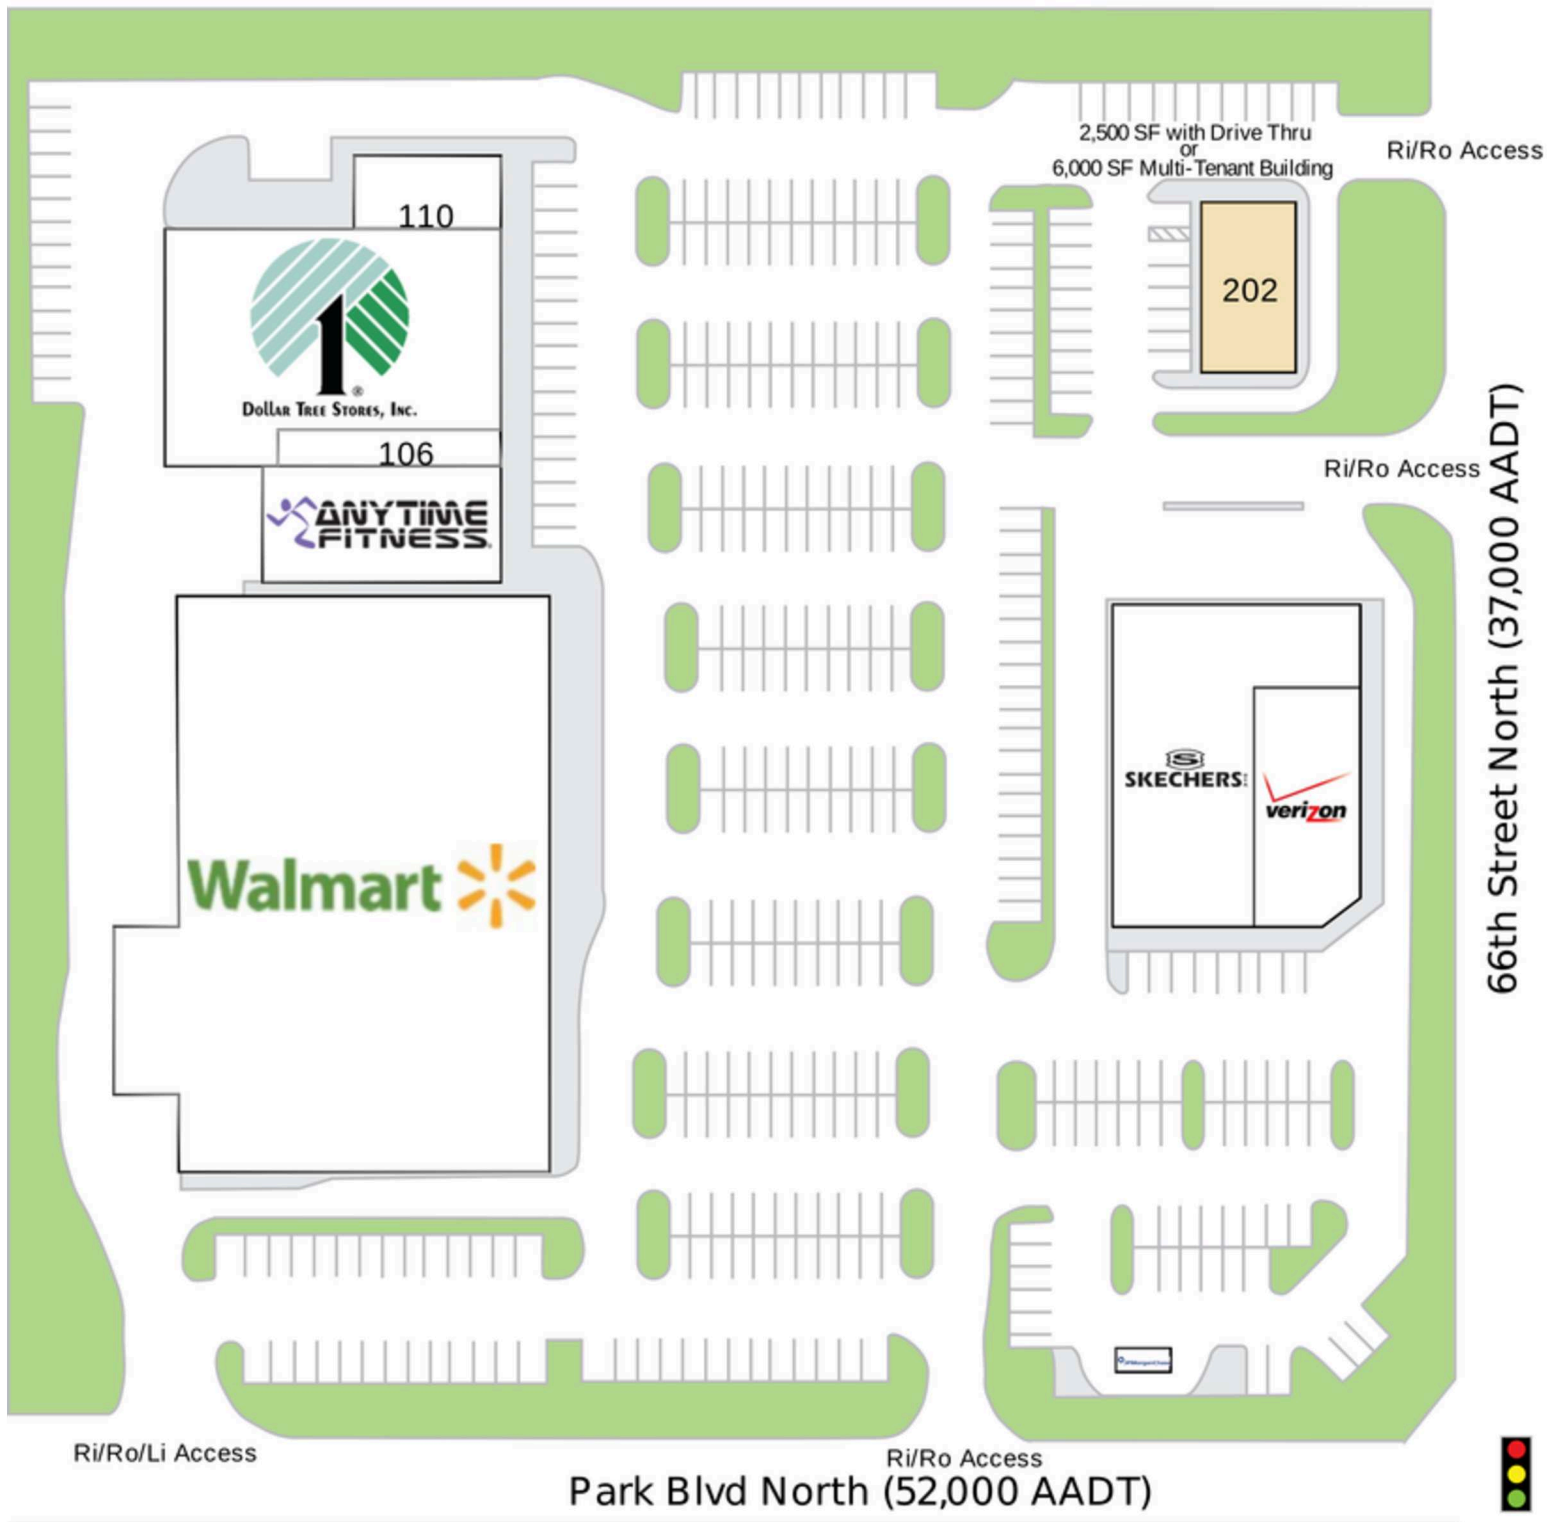 2,500 SF with Drive Thru
or
6,000 SF Multi-Tenant Building
Ri/Ro Access
110
202
1
®
Dollar Tree Stores, Inc.
106
Ri/Ro Access
ANYTIME
FITNESS.
66th Street North (37,000 AADT)
S
SKECHERS
verizon
Walmart
JPMorganChase
Ri/Ro/Li Access
Ri/Ro Access
Park Blvd North (52,000 AADT)